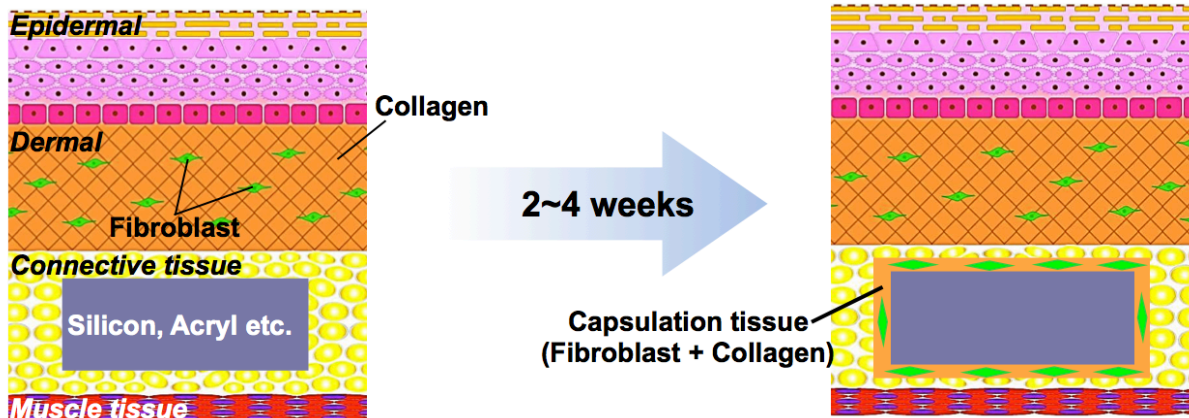 Epidermal
Collagen
Dermal
Fibroblast
Connective tissue
Silicon, Acryl etc.
Muscle tissue
2~4 weeks
Capsulation tissue
(Fibroblast + Collagen)